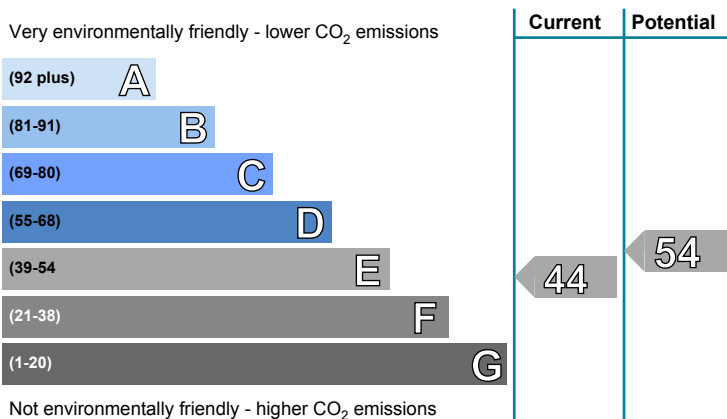 Very environmentally friendly - lower CO2 emissions
Current
Potential
(92 plus) A
(81-91) B
(69-80) C
(55-68) D
(39-54 E
(21-38) F
(1-20) G
44
54
Not environmentally friendly - higher CO2 emissions